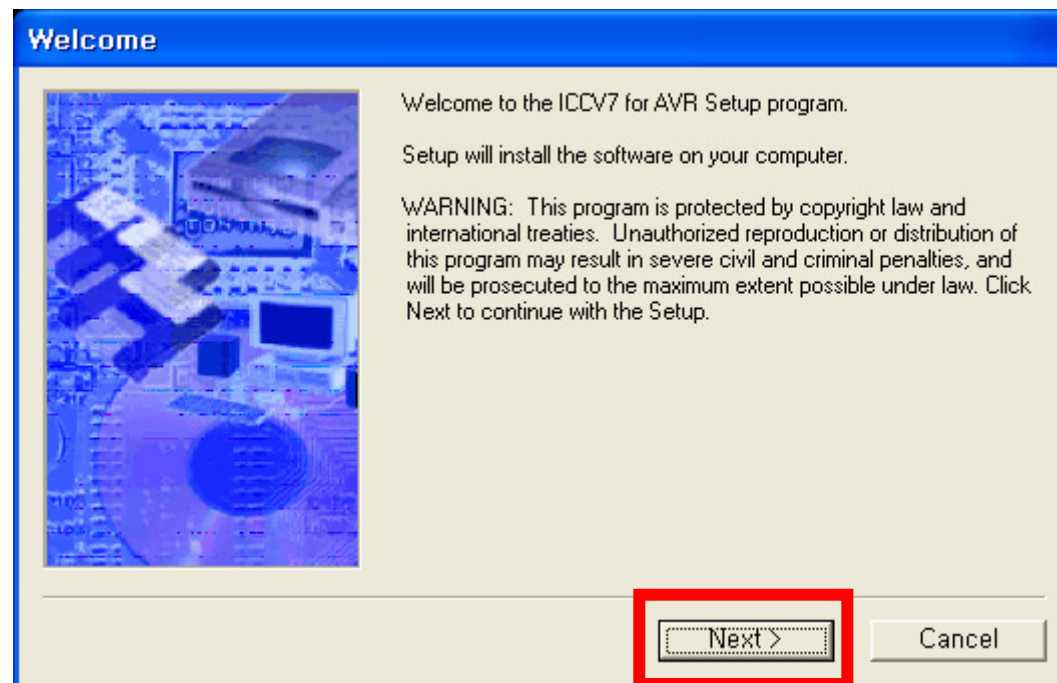 Welcome
Welcome to the ICCV7 for AVR Setup program.
Setup will install the software on your computer.
WARNING:  This program is protected by copyright law and
international treaties.  Unauthorized reproduction or distribution of
this program may result in severe civil and criminal penalties, and
will be prosecuted to the maximum extent possible under law. Click
Next to continue with the Setup.
Next >
Cancel